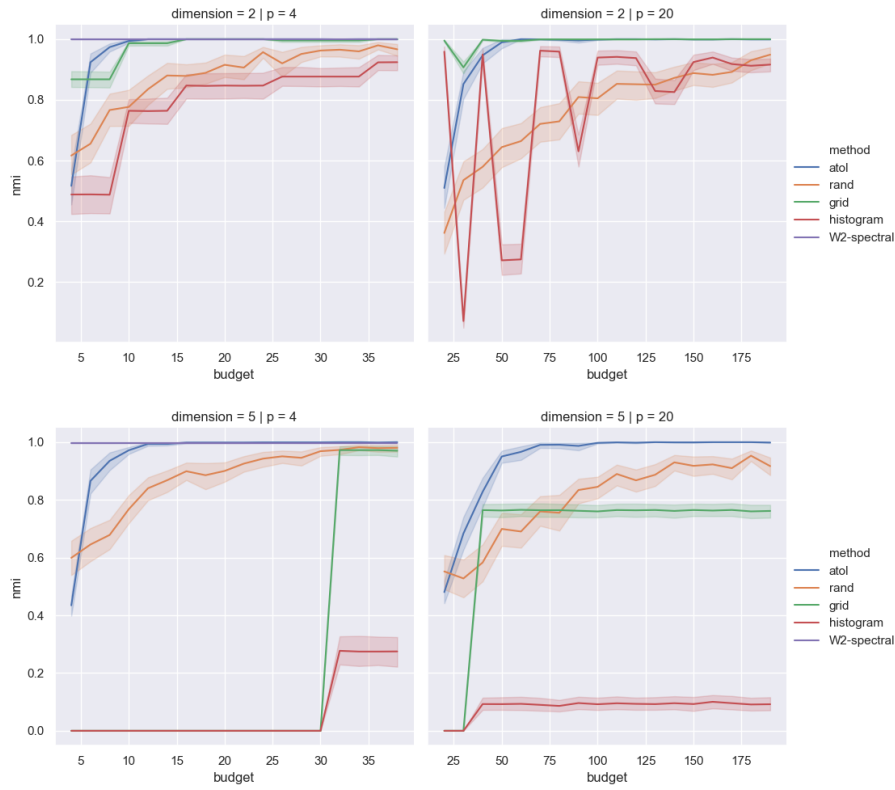 dimension = 2 | p = 4
dimension = 2 | p = 20
1.0
0.8
0.6
0.4
0.2
nmi
5 10 15 20 25 30 35
25 50 75 100 125 150 175
budget
budget
method
atol
rand
grid
histogram
W2-spectral
dimension = 5 | p = 4
dimension = 5 | p = 20
1.0
0.8
0.6
0.4
0.2
0.0
nmi
5 10 15 20 25 30 35
25 50 75 100 125 150 175
budget
budget
method
atol
rand
grid
histogram
W2-spectral